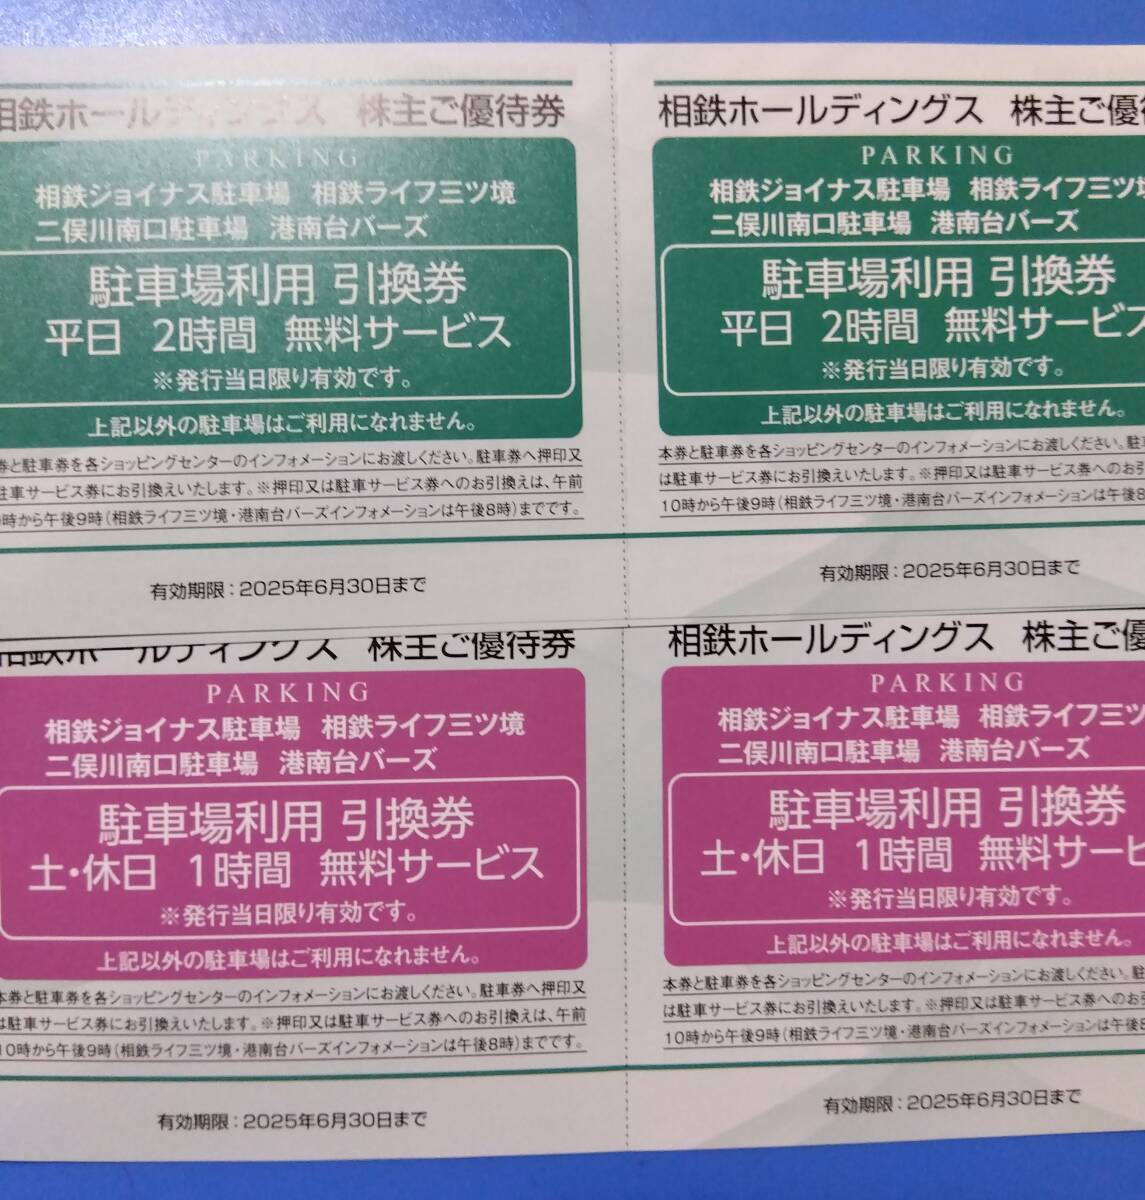 相鉄ホールディングス 株主ご優待券
PARKING
相鉄ジョイナス駐車場 相鉄ライフ三ツ境
二俣川南口駐車場 港南台バーズ
駐車場利用 引換券
平日 2時間 無料サービス
※発行当日限り有効です。
上記以外の駐車場はご利用になれません。
券と駐車券を各ショッピングセンターのインフォメーションにお渡しください。駐車券へ押印又
駐車サービス券にお引換えいたします。※押印又は駐車サービス券へのお引換えは、午前
時から午後9時(相鉄ライフ三ツ境・港南台バーズインフォメーションは午後8時)までです。
有効期限:2025年6月30日まで
相鉄ホールディングス 株主ご優
PARKING
相鉄ジョイナス駐車場 相鉄ライフ三ツ
二俣川南口駐車場 港南台バーズ
駐車場利用 引換券
平日 2時間 無料サービス
※発行当日限り有効です。
上記以外の駐車場はご利用になれません。
本券と駐車券を各ショッピングセンターのインフォメーションにお渡しください。駐
は駐車サービス券にお引換えいたします。※押印又は駐車サービス券へのお
10時から午後9時(相鉄ライフ三ツ境・港南台バーズインフォメーションは午後8
有効期限:2025年6月30日まで
相鉄ホールディングス 株主ご優待券
PARKING
相鉄ジョイナス駐車場 相鉄ライフ三ツ境
二俣川南口駐車場 港南台バーズ
駐車場利用 引換券
土・休日 1時間 無料サービス
※発行当日限り有効です。
上記以外の駐車場はご利用になれません。
本券と駐車券を各ショッピングセンターのインフォメーションにお渡しください。駐車券へ押印又
は駐車サービス券にお引換えいたします。※押印又は駐車サービス券へのお引換えは、午前
10時から午後9時(相鉄ライフ三ツ境・港南台バーズインフォメーションは午後8時)までです。
有効期限:2025年6月30日まで
相鉄ホールディングス 株主ご優
PARKING
相鉄ジョイナス駐車場 相鉄ライフ三ツ
二俣川南口駐車場 港南台バーズ
駐車場利用 引換券
土・休日 1時間 無料サービ
※発行当日限り有効です。
上記以外の駐車場はご利用になれません。
本券と駐車券を各ショッピングセンターのインフォメーションにお渡しください。駐
は駐車サービス券にお引換えいたします。※押印又は駐車サービス券へのお
10時から午後9時(相鉄ライフ三ツ境・港南台バーズインフォメーションは午後8
有効期限:2025年6月30日まで